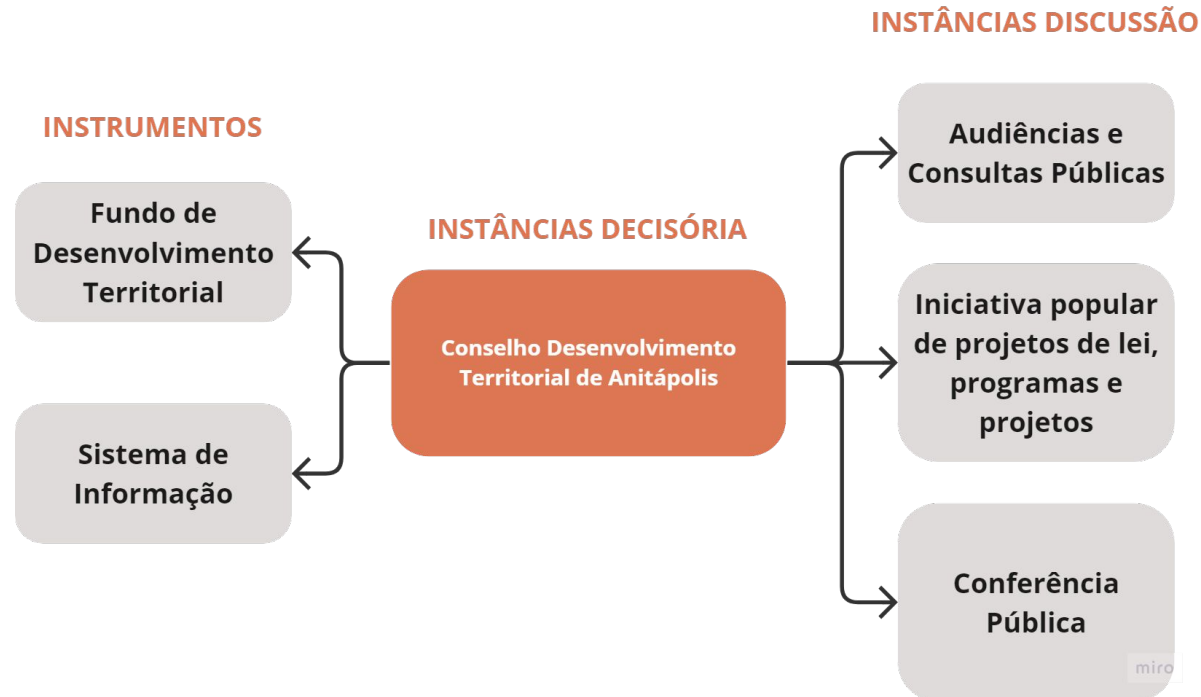 INSTRUMENTOS
Fundo de
Desenvolvimento
Territorial
Sistema de
Informação
INSTÂNCIAS DECISÓRIA
Conselho Desenvolvimento
Territorial de Anitápolis
INSTÂNCIAS DISCUSSÃO
Audiências e
Consultas Públicas
Iniciativa popular
de projetos de lei,
programas e
projetos
Conferência
Pública
miro